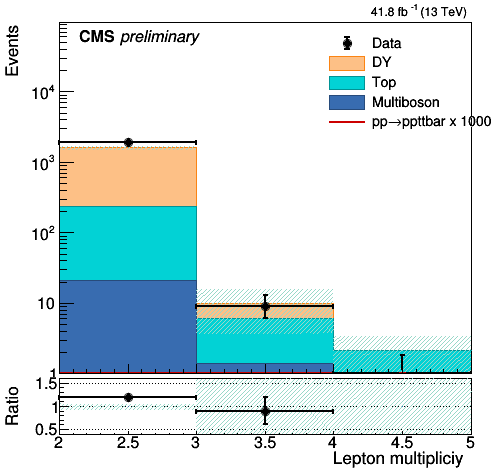 41.8 fb⁻¹ (13 TeV)
CMS preliminary
Events
Data
DY
Top
Multiboson
pp→ppttbar x 1000
10⁴
10³
10²
10
1
Ratio
1.5
1
0.5
2 2.5 3 3.5 4 4.5 5
Lepton multipliciy